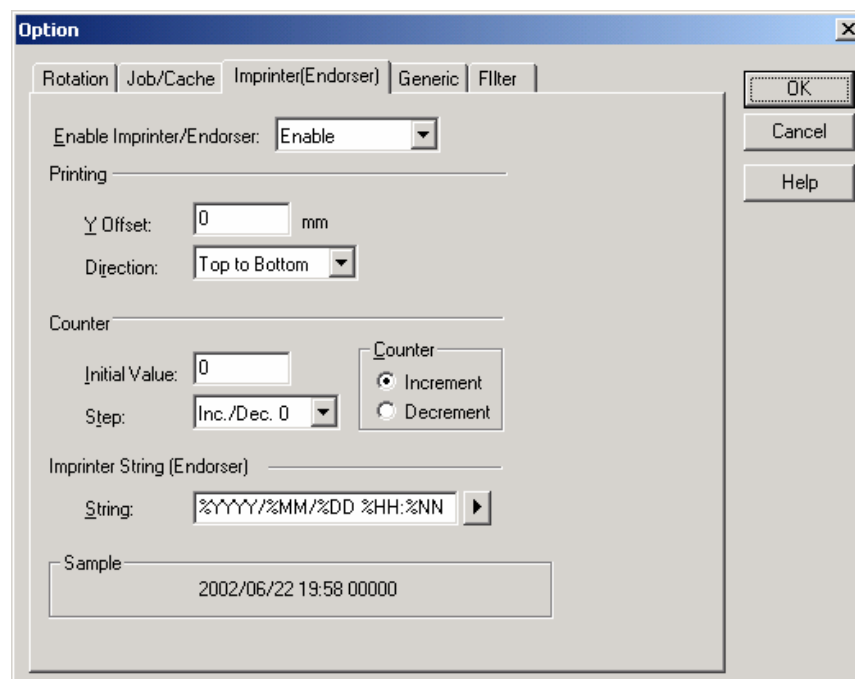 Option
Rotation Job/Cache Imprinter(Endorser) Generic FIlter
OK
Cancel
Help
Enable Imprinter/Endorser: Enable
Printing
Y Offset: 0 mm
Direction: Top to Bottom
Counter
Initial Value: 0
Step: Inc./Dec. 0
Counter
Increment
Decrement
Imprinter String (Endorser)
String: %YYYY/%MM/%DD %HH:%NN
Sample
2002/06/22 19:58 00000